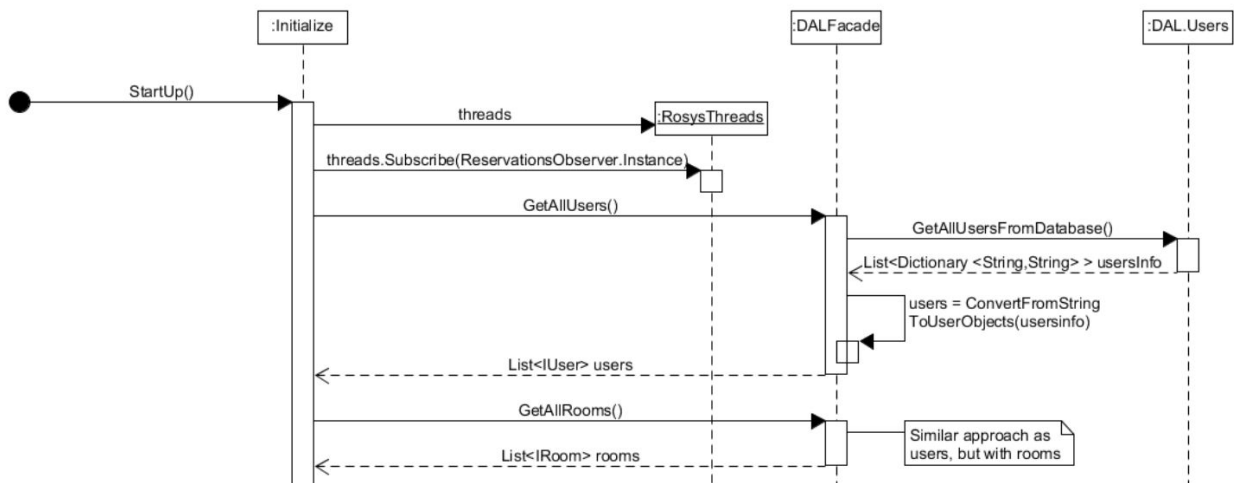 :Initialize
:DALFacade
:DAL.Users
StartUp()
threads
:RosysThreads
threads.Subscribe(ReservationsObserver.Instance)
GetAllUsers()
GetAllUsersFromDatabase()
List<Dictionary <String,String> > usersInfo
users = ConvertFromString
ToUserObjects(usersinfo)
List<IUser> users
GetAllRooms()
Similar approach as
users, but with rooms
List<IRoom> rooms